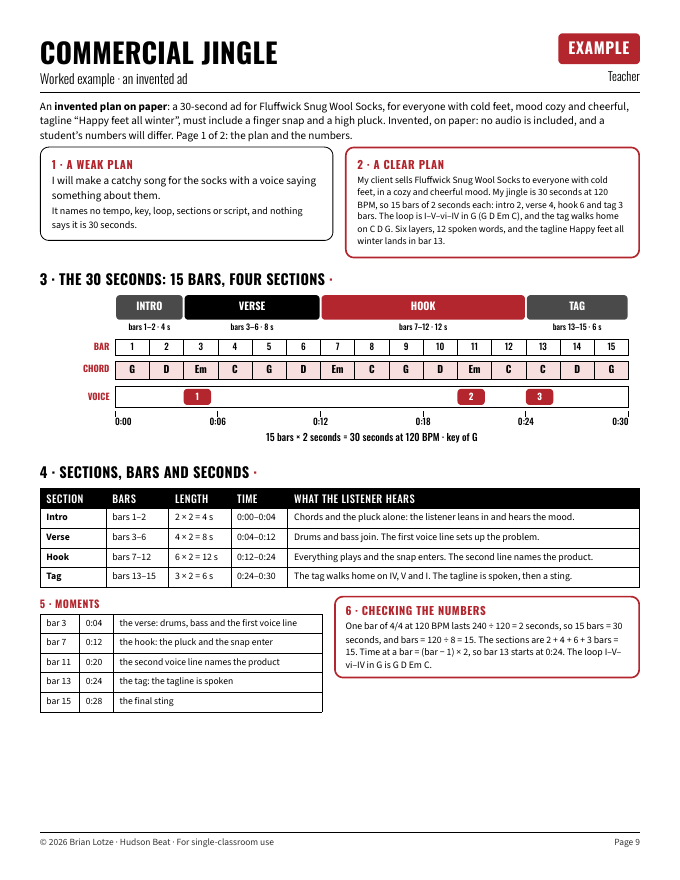 COMMERCIAL JINGLE
EXAMPLE
Worked example · an invented ad
Teacher
An invented plan on paper: a 30-second ad for Fluffwick Snug Wool Socks, for everyone with cold feet, mood cozy and cheerful,
tagline “Happy feet all winter”, must include a finger snap and a high pluck. Invented, on paper: no audio is included, and a
student’s numbers will differ. Page 1 of 2: the plan and the numbers.
1 · A WEAK PLAN
I will make a catchy song for the socks with a voice saying
something about them.
It names no tempo, key, loop, sections or script, and nothing
says it is 30 seconds.
2 · A CLEAR PLAN
My client sells Fluffwick Snug Wool Socks to everyone with cold
feet, in a cozy and cheerful mood. My jingle is 30 seconds at 120
BPM, so 15 bars of 2 seconds each: intro 2, verse 4, hook 6 and tag 3
bars. The loop is I–V–vi–IV in G (G D Em C), and the tag walks home
on C D G. Six layers, 12 spoken words, and the tagline Happy feet all
winter lands in bar 13.
3 · THE 30 SECONDS: 15 BARS, FOUR SECTIONS ·
INTRO VERSE HOOK TAG
bars 1–2 · 4 s bars 3–6 · 8 s bars 7–12 · 12 s bars 13–15 · 6 s
BAR 1 2 3 4 5 6 7 8 9 10 11 12 13 14 15
CHORD G D Em C G D Em C G D Em C C D G
VOICE 1 2 3
0:00 0:06 0:12 0:18 0:24 0:30
15 bars × 2 seconds = 30 seconds at 120 BPM · key of G
4 · SECTIONS, BARS AND SECONDS ·
SECTION BARS LENGTH TIME WHAT THE LISTENER HEARS
Intro bars 1–2 2 × 2 = 4 s 0:00–0:04 Chords and the pluck alone: the listener leans in and hears the mood.
Verse bars 3–6 4 × 2 = 8 s 0:04–0:12 Drums and bass join. The first voice line sets up the problem.
Hook bars 7–12 6 × 2 = 12 s 0:12–0:24 Everything plays and the snap enters. The second line names the product.
Tag bars 13–15 3 × 2 = 6 s 0:24–0:30 The tag walks home on IV, V and I. The tagline is spoken, then a sting.
5 · MOMENTS
bar 3 0:04 the verse: drums, bass and the first voice line
bar 7 0:12 the hook: the pluck and the snap enter
bar 11 0:20 the second voice line names the product
bar 13 0:24 the tag: the tagline is spoken
bar 15 0:28 the final sting
6 · CHECKING THE NUMBERS
One bar of 4/4 at 120 BPM lasts 240 ÷ 120 = 2 seconds, so 15 bars = 30
seconds, and bars = 120 ÷ 8 = 15. The sections are 2 + 4 + 6 + 3 bars =
15. Time at a bar = (bar − 1) × 2, so bar 13 starts at 0:24. The loop I–V–
vi–IV in G is G D Em C.
© 2026 Brian Lotze · Hudson Beat · For single-classroom use
Page 9